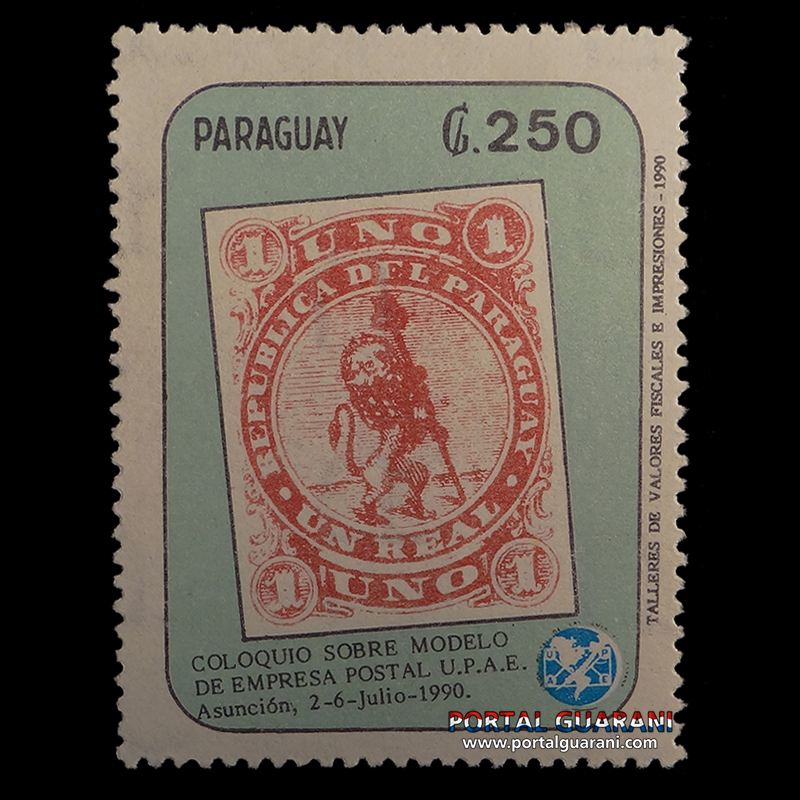 PARAGUAY
₲.250
1 UNO 1
REPUBLICA DEL PARAGUAY
UN REAL
1 UNO 1
COLOQUIO SOBRE MODELO
DE EMPRESA POSTAL U.P.A.E.
Asunción, 2-6-Julio-1990.
U P
A E
TALLERES DE VALORES FISCALES E IMPRESIONES - 1990
PORTAL GUARANI
www.portalguarani.com